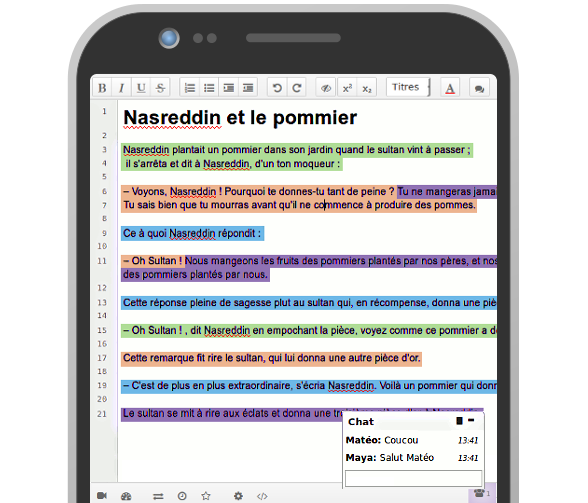 B I U S x² x₂ Titres A
1 Nasreddin et le pommier
2
3 Nasreddin plantait un pommier dans son jardin quand le sultan vint à passer ;
4 il s'arrêta et dit à Nasreddin, d'un ton moqueur :
5
6 – Voyons, Nasreddin ! Pourquoi te donnes-tu tant de peine ? Tu ne mangeras jama
7 Tu sais bien que tu mourras avant qu'il ne commence à produire des pommes.
8
9 Ce à quoi Nasreddin répondit :
10
11 – Oh Sultan ! Nous mangeons les fruits des pommiers plantés par nos pères, et nos
des pommiers plantés par nous.
12
13 Cette réponse pleine de sagesse plut au sultan qui, en récompense, donna une piè
14
15 – Oh Sultan ! , dit Nasreddin en empochant la pièce, voyez comme ce pommier a d
16
17 Cette remarque fit rire le sultan, qui lui donna une autre pièce d'or.
18
19 – C'est de plus en plus extraordinaire, s'écria Nasreddin. Voilà un pommier qui donn
20
21 Le sultan se mit à rire aux éclats et donna une
Chat
Matéo: Coucou 13:41
Maya: Salut Matéo 13:41
1